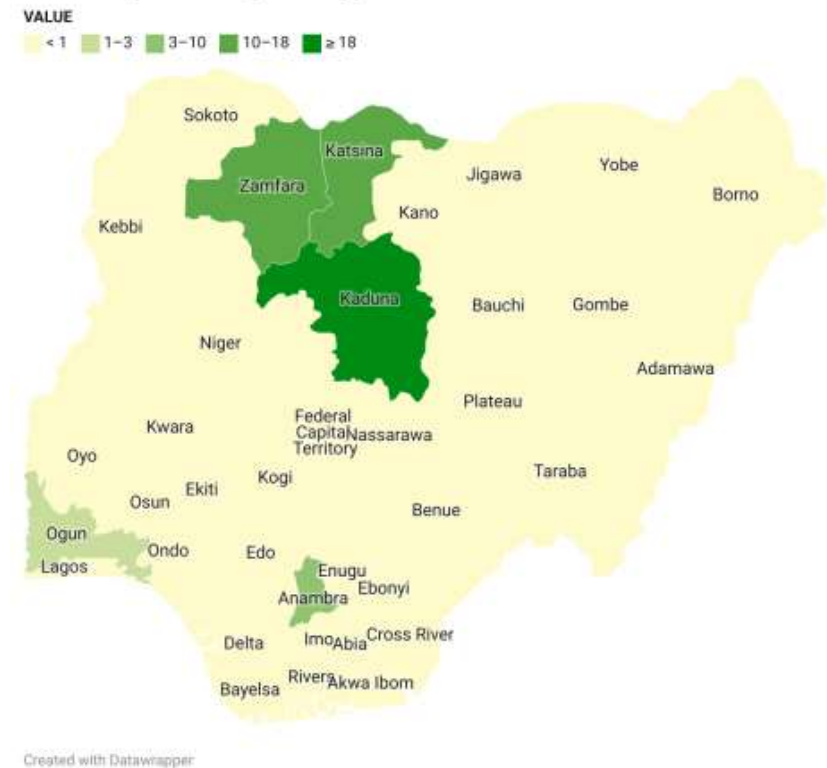 VALUE
< 1 1–3 3–10 10–18 ≥ 18
Sokoto
Katsina
Zamfara
Jigawa
Yobe
Borno
Kano
Kebbi
Kaduna
Bauchi
Gombe
Niger
Adamawa
Plateau
Federal
Capital
Territory
Nassarawa
Kwara
Oyo
Taraba
Kogi
Ekiti
Osun
Benue
Ogun
Ondo
Edo
Lagos
Enugu
Ebonyi
Anambra
Cross River
Delta
Imo
Abia
Rivers
Akwa Ibom
Bayelsa
Created with Datawrapper